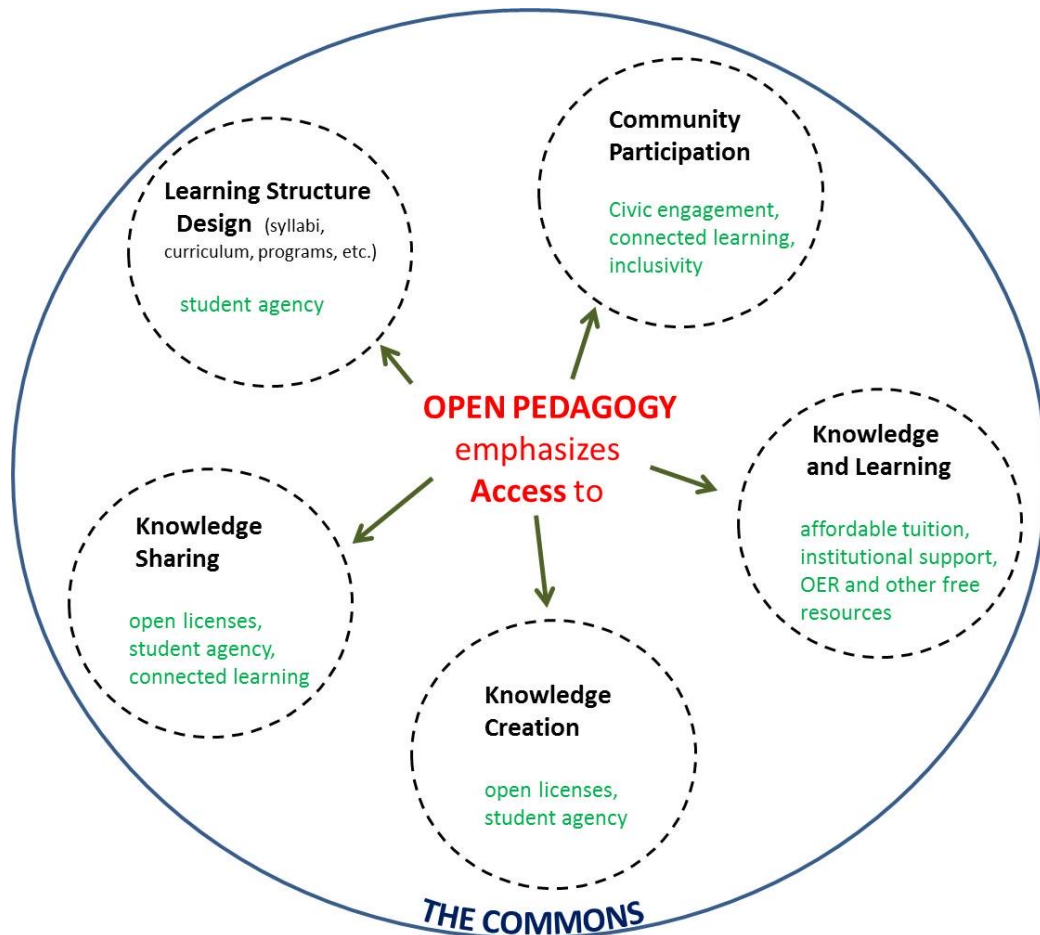 Community
Participation
Civic engagement,
connected learning,
inclusivity
Learning Structure
Design (syllabi,
curriculum, programs, etc.)
student agency
OPEN PEDAGOGY
emphasizes
Access to
Knowledge
and Learning
affordable tuition,
institutional support,
OER and other free
resources
Knowledge
Sharing
open licenses,
student agency,
connected learning
Knowledge
Creation
open licenses,
student agency
THE COMMONS